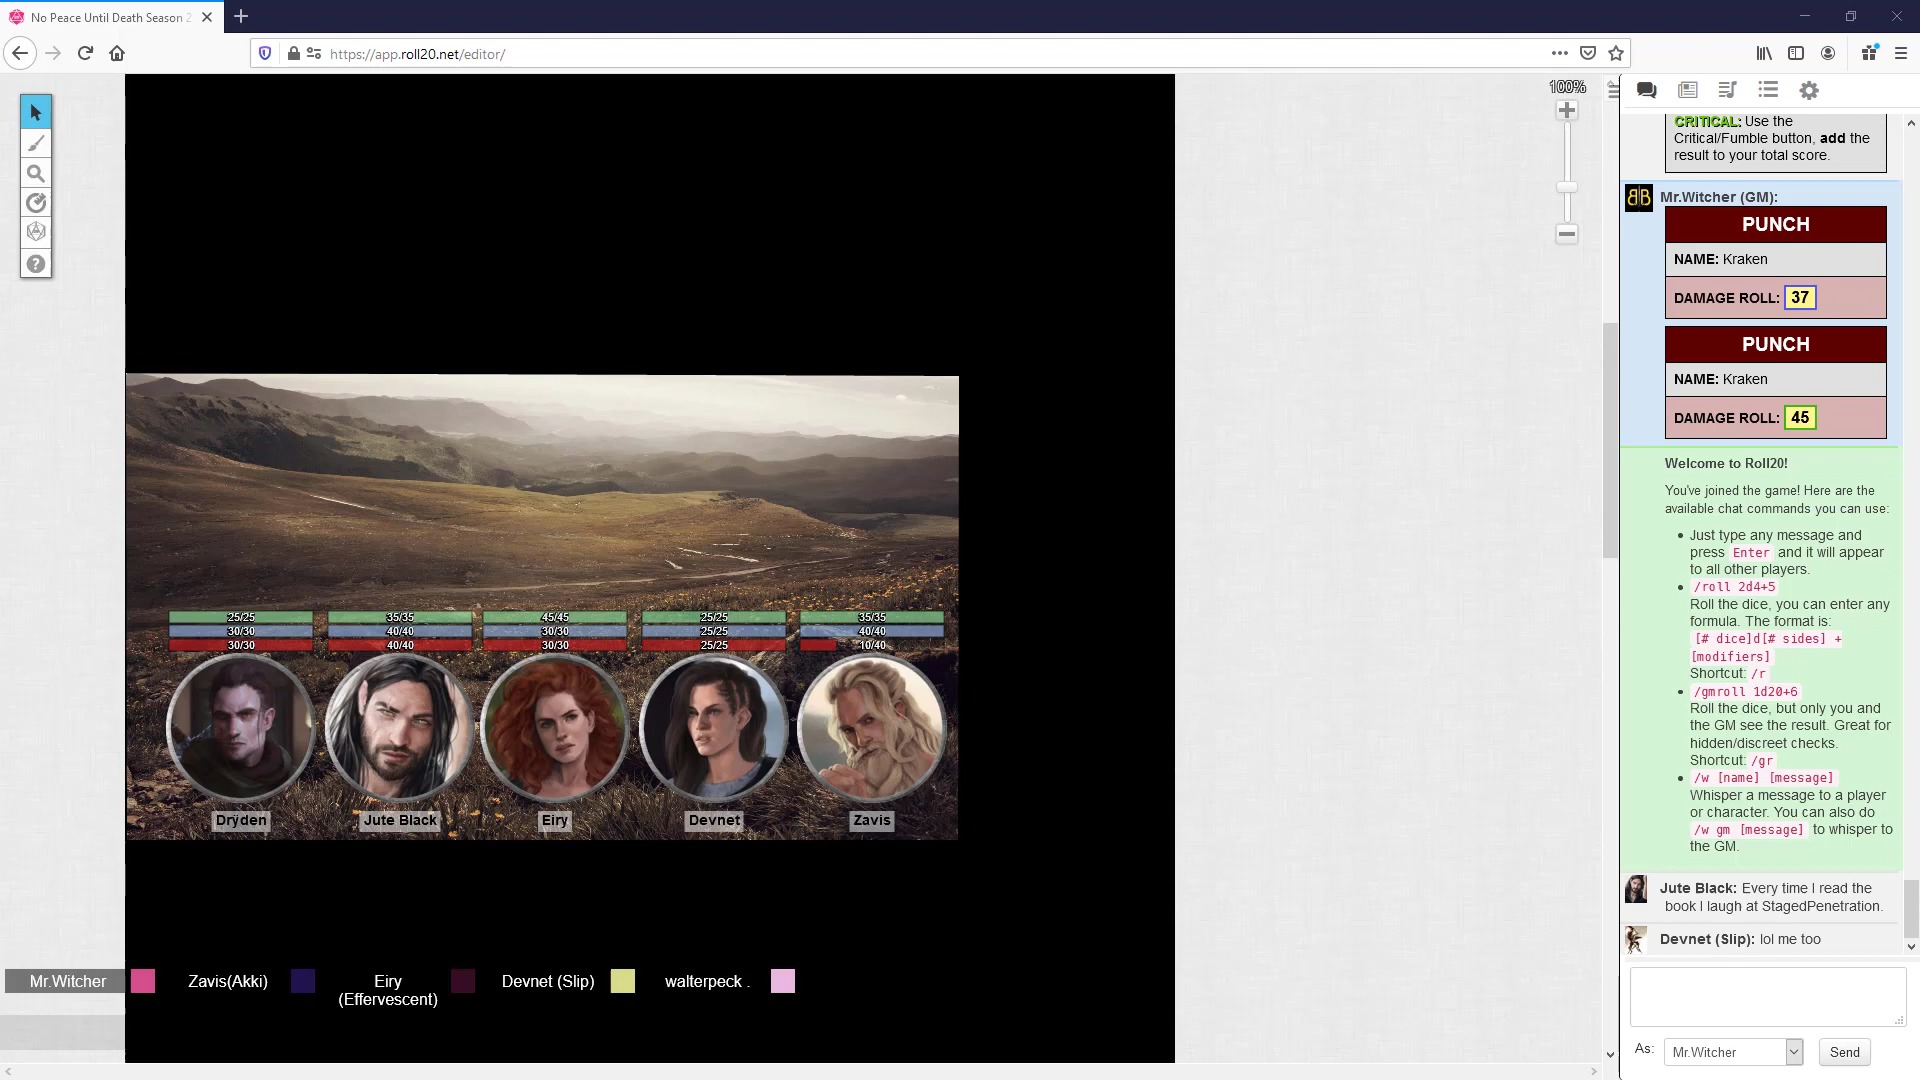 No Peace Until Death Season 2
https://app.roll20.net/editor/
100%
CRITICAL: Use the
Critical/Fumble button, add the
result to your total score.
Mr.Witcher (GM):
PUNCH
NAME: Kraken
DAMAGE ROLL: 37
PUNCH
NAME: Kraken
DAMAGE ROLL: 45
Welcome to Roll20!
You've joined the game! Here are the
available chat commands you can use:
Just type any message and
press Enter and it will appear
to all other players.
/roll 2d4+5
Roll the dice, you can enter any
formula. The format is:
[# dice]d[# sides] +
[modifiers]
Shortcut: /r
/gmroll 1d20+6
Roll the dice, but only you and
the GM see the result. Great for
hidden/discreet checks.
Shortcut: /gr
/w [name] [message]
Whisper a message to a player
or character. You can also do
/w gm [message] to whisper to
the GM.
Jute Black: Every time I read the
book I laugh at StagedPenetration.
Devnet (Slip): lol me too
As: Mr.Witcher Send
25/25 35/35 45/45 25/25 35/35
30/30 40/40 30/30 25/25 40/40
30/30 40/40 30/30 25/25 10/40
Drÿden Jute Black Eiry Devnet Zavis
Mr.Witcher Zavis(Akki) Eiry Devnet (Slip) walterpeck .
(Effervescent)